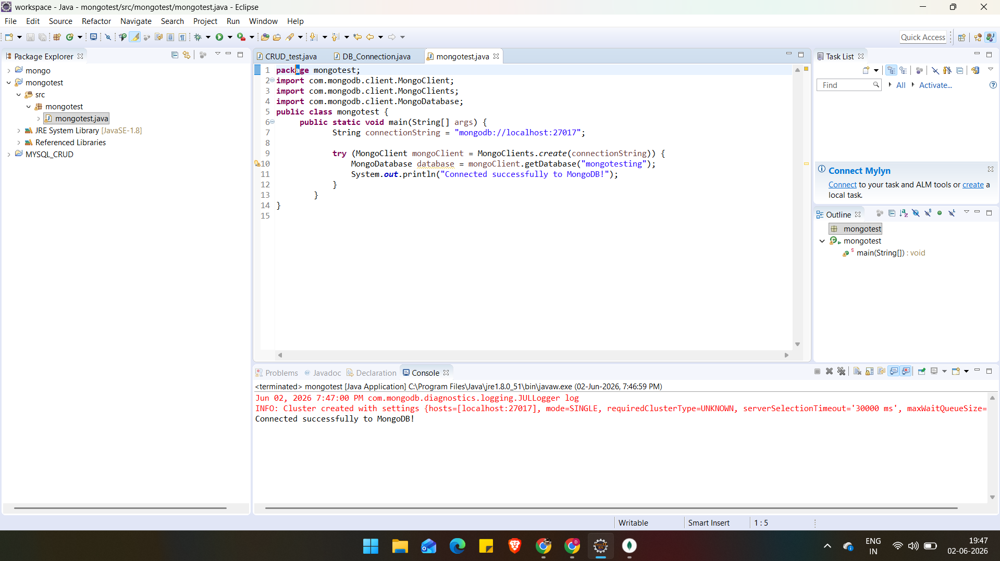 workspace - Java - mongotest/src/mongotest/mongotest.java - Eclipse
File Edit Source Refactor Navigate Search Project Run Window Help
Quick Access
Package Explorer
mongo
mongotest
src
mongotest
mongotest.java
JRE System Library [JavaSE-1.8]
Referenced Libraries
MYSQL_CRUD
CRUD_test.java DB_Connection.java mongotest.java
1 package mongotest;
2 import com.mongodb.client.MongoClient;
3 import com.mongodb.client.MongoClients;
4 import com.mongodb.client.MongoDatabase;
5 public class mongotest {
6 public static void main(String[] args) {
7 String connectionString = "mongodb://localhost:27017";
8
9 try (MongoClient mongoClient = MongoClients.create(connectionString)) {
10 MongoDatabase database = mongoClient.getDatabase("mongotesting");
11 System.out.println("Connected successfully to MongoDB!");
12 }
13 }
14 }
15
Task List
Find All Activate...
Connect Mylyn
Connect to your task and ALM tools or create a
local task.
Outline
mongotest
mongotest
main(String[]) : void
Problems Javadoc Declaration Console
<terminated> mongotest [Java Application] C:\Program Files\Java\jre1.8.0_51\bin\javaw.exe (02-Jun-2026, 7:46:59 PM)
Jun 02, 2026 7:47:00 PM com.mongodb.diagnostics.logging.JULLogger log
INFO: Cluster created with settings {hosts=[localhost:27017], mode=SINGLE, requiredClusterType=UNKNOWN, serverSelectionTimeout='30000 ms', maxWaitQueueSize=
Connected successfully to MongoDB!
Writable Smart Insert 1 : 5
ENG
IN
19:47
02-06-2026